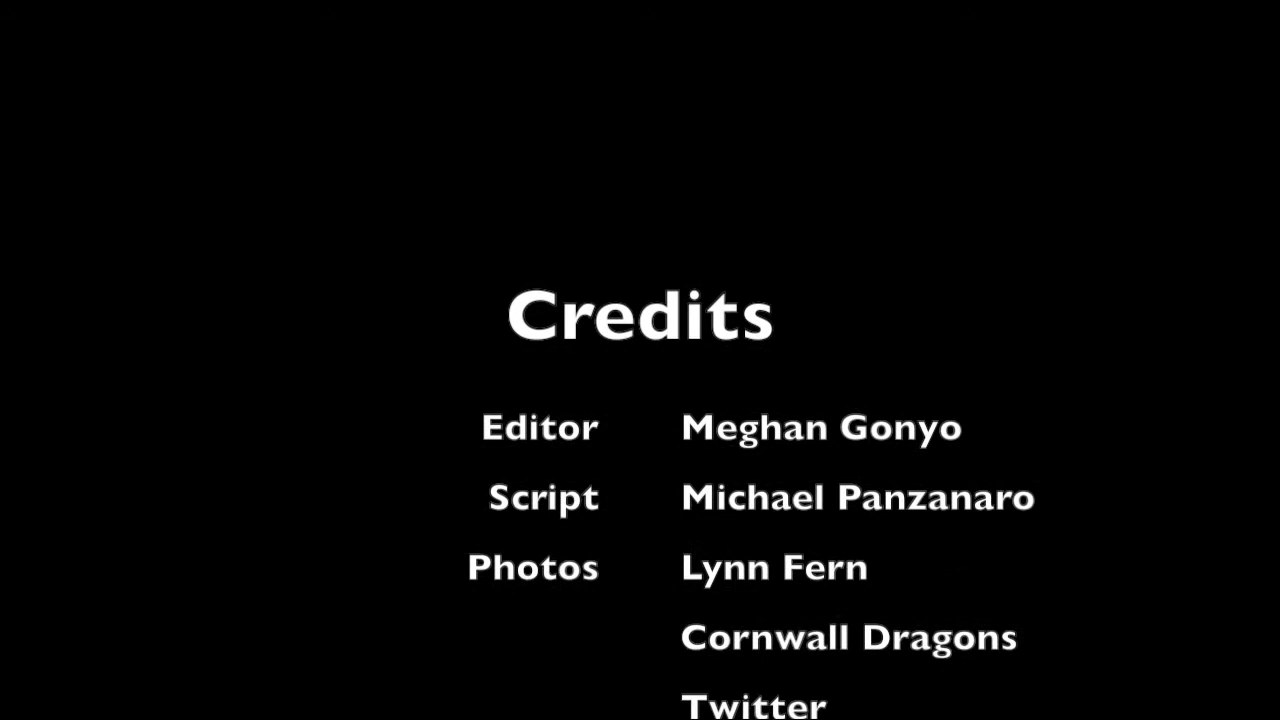 Credits
Editor Meghan Gonyo
Script Michael Panzanaro
Photos Lynn Fern
Cornwall Dragons
Twitter